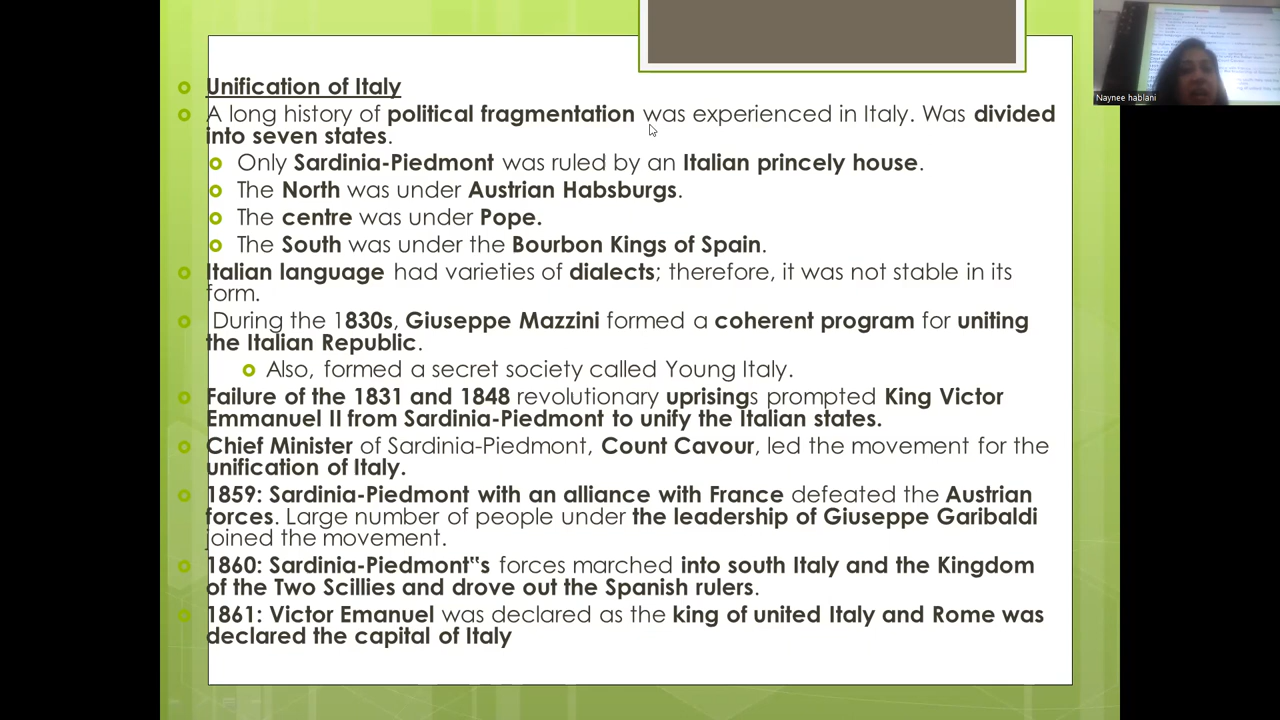 Unification of Italy
A long history of political fragmentation was experienced in Italy. Was divided
into seven states.
Only Sardinia-Piedmont was ruled by an Italian princely house.
The North was under Austrian Habsburgs.
The centre was under Pope.
The South was under the Bourbon Kings of Spain.
Italian language had varieties of dialects; therefore, it was not stable in its
form.
During the 1830s, Giuseppe Mazzini formed a coherent program for uniting
the Italian Republic.
Also, formed a secret society called Young Italy.
Failure of the 1831 and 1848 revolutionary uprisings prompted King Victor
Emmanuel II from Sardinia-Piedmont to unify the Italian states.
Chief Minister of Sardinia-Piedmont, Count Cavour, led the movement for the
unification of Italy.
1859: Sardinia-Piedmont with an alliance with France defeated the Austrian
forces. Large number of people under the leadership of Giuseppe Garibaldi
joined the movement.
1860: Sardinia-Piedmont‟s forces marched into south Italy and the Kingdom
of the Two Scillies and drove out the Spanish rulers.
1861: Victor Emanuel was declared as the king of united Italy and Rome was
declared the capital of Italy
Naynee hablani